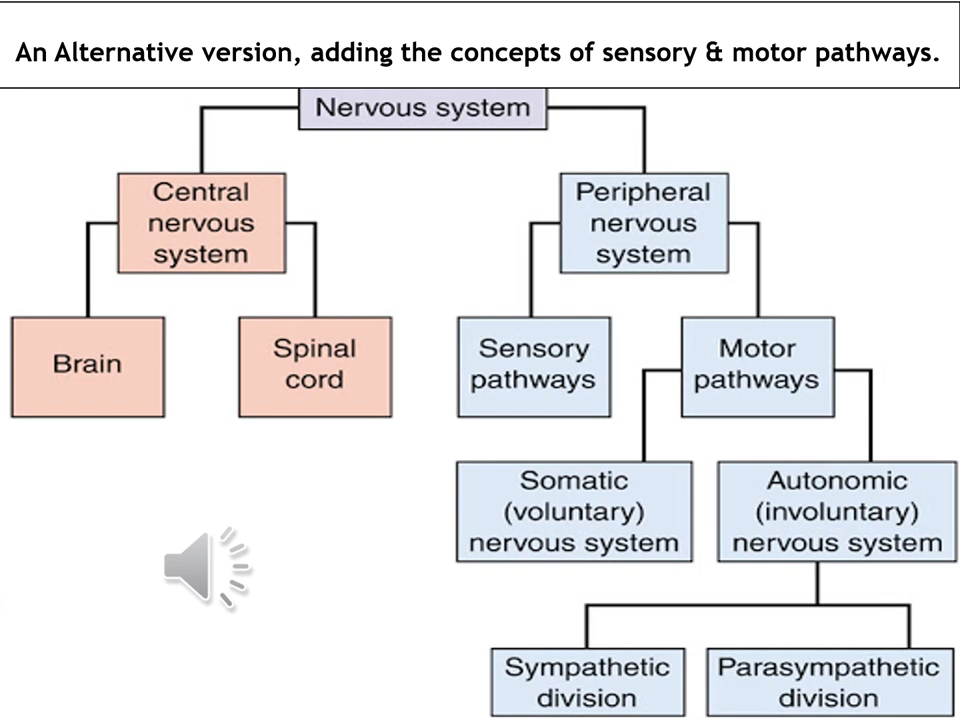 An Alternative version, adding the concepts of sensory & motor pathways.
Nervous system
Central
nervous
system
Peripheral
nervous
system
Brain
Spinal
cord
Sensory
pathways
Motor
pathways
Somatic
(voluntary)
nervous system
Autonomic
(involuntary)
nervous system
Sympathetic
division
Parasympathetic
division